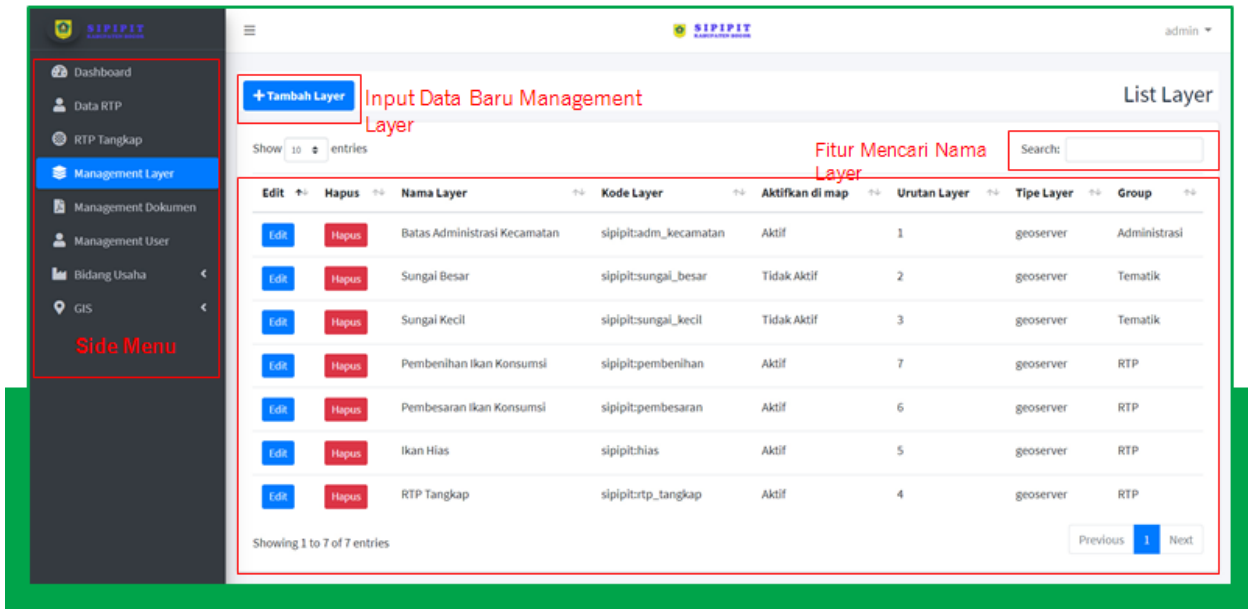 SIPIPIT
KABUPATEN BOGOR
SIPIPIT
KABUPATEN BOGOR
admin
Dashboard
Data RTP
RTP Tangkap
Management Layer
Management Dokumen
Management User
Bidang Usaha
GIS
Side Menu
+ Tambah Layer
Input Data Baru Management
Layer
List Layer
Show 10 entries
Fitur Mencari Nama
Layer
Search:
Edit Hapus Nama Layer Kode Layer Aktifkan di map Urutan Layer Tipe Layer Group
Edit Hapus Batas Administrasi Kecamatan sipipit:adm_kecamatan Aktif 1 geoserver Administrasi
Edit Hapus Sungai Besar sipipit:sungai_besar Tidak Aktif 2 geoserver Tematik
Edit Hapus Sungai Kecil sipipit:sungai_kecil Tidak Aktif 3 geoserver Tematik
Edit Hapus Pembenihan Ikan Konsumsi sipipit:pembenihan Aktif 7 geoserver RTP
Edit Hapus Pembesaran Ikan Konsumsi sipipit:pembesaran Aktif 6 geoserver RTP
Edit Hapus Ikan Hias sipipit:hias Aktif 5 geoserver RTP
Edit Hapus RTP Tangkap sipipit:rtp_tangkap Aktif 4 geoserver RTP
Showing 1 to 7 of 7 entries
Previous 1 Next